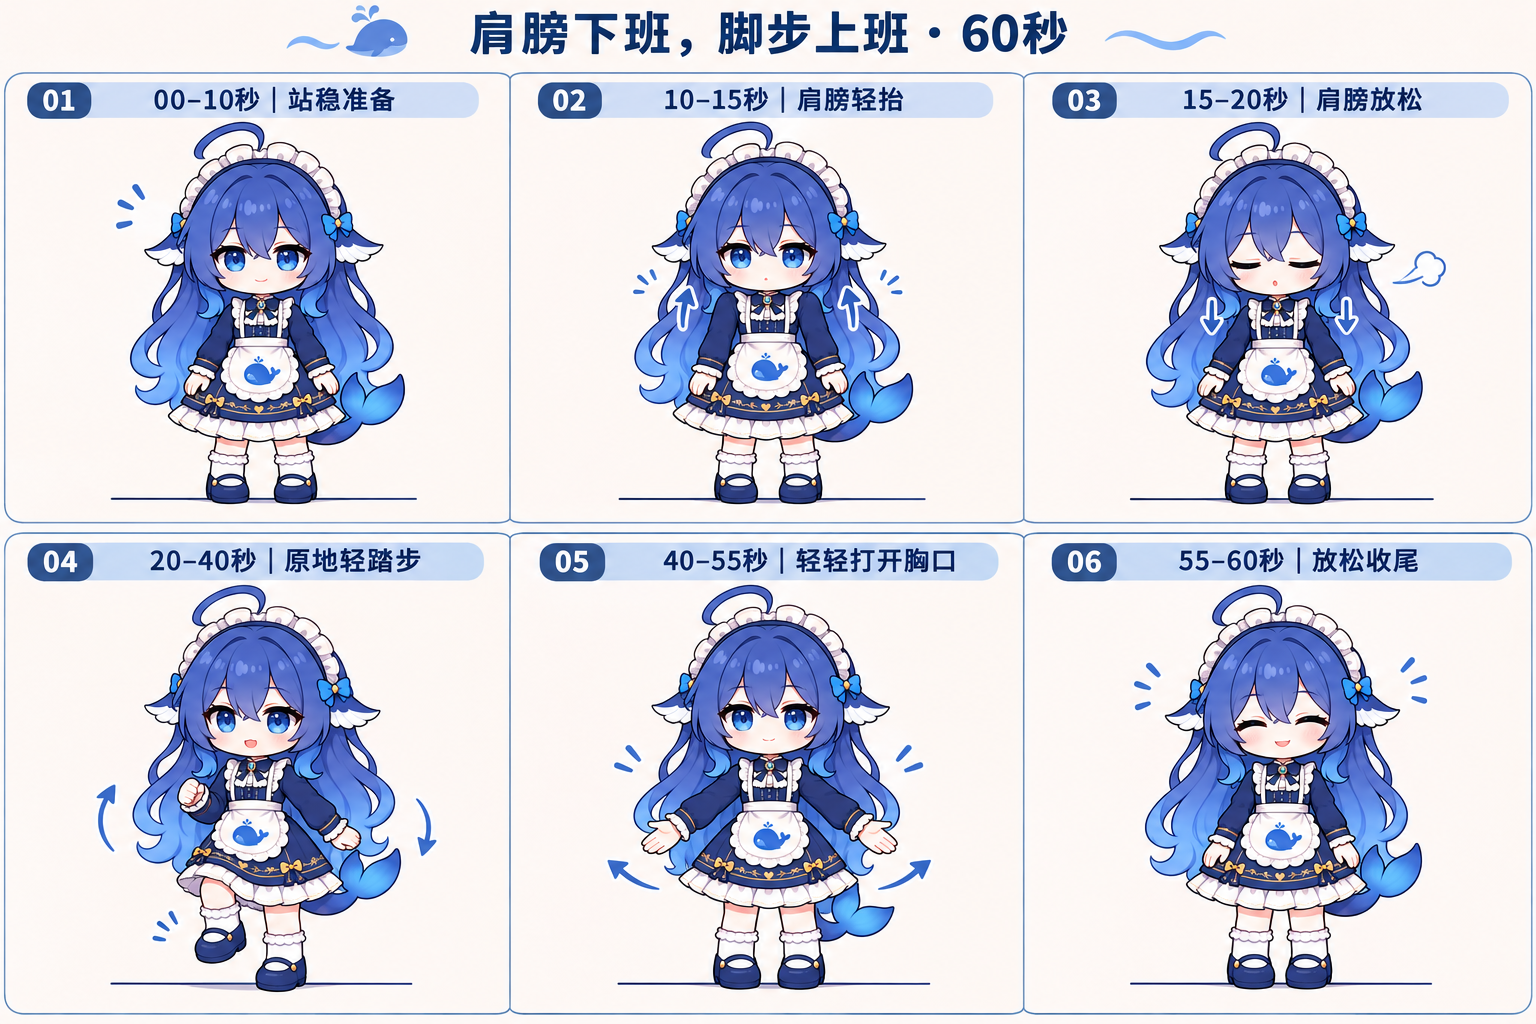 肩膀下班，脚步上班·60秒
01 00–10秒｜站稳准备
02 10–15秒｜肩膀轻抬
03 15–20秒｜肩膀放松
04 20–40秒｜原地轻踏步
05 40–55秒｜轻轻打开胸口
06 55–60秒｜放松收尾